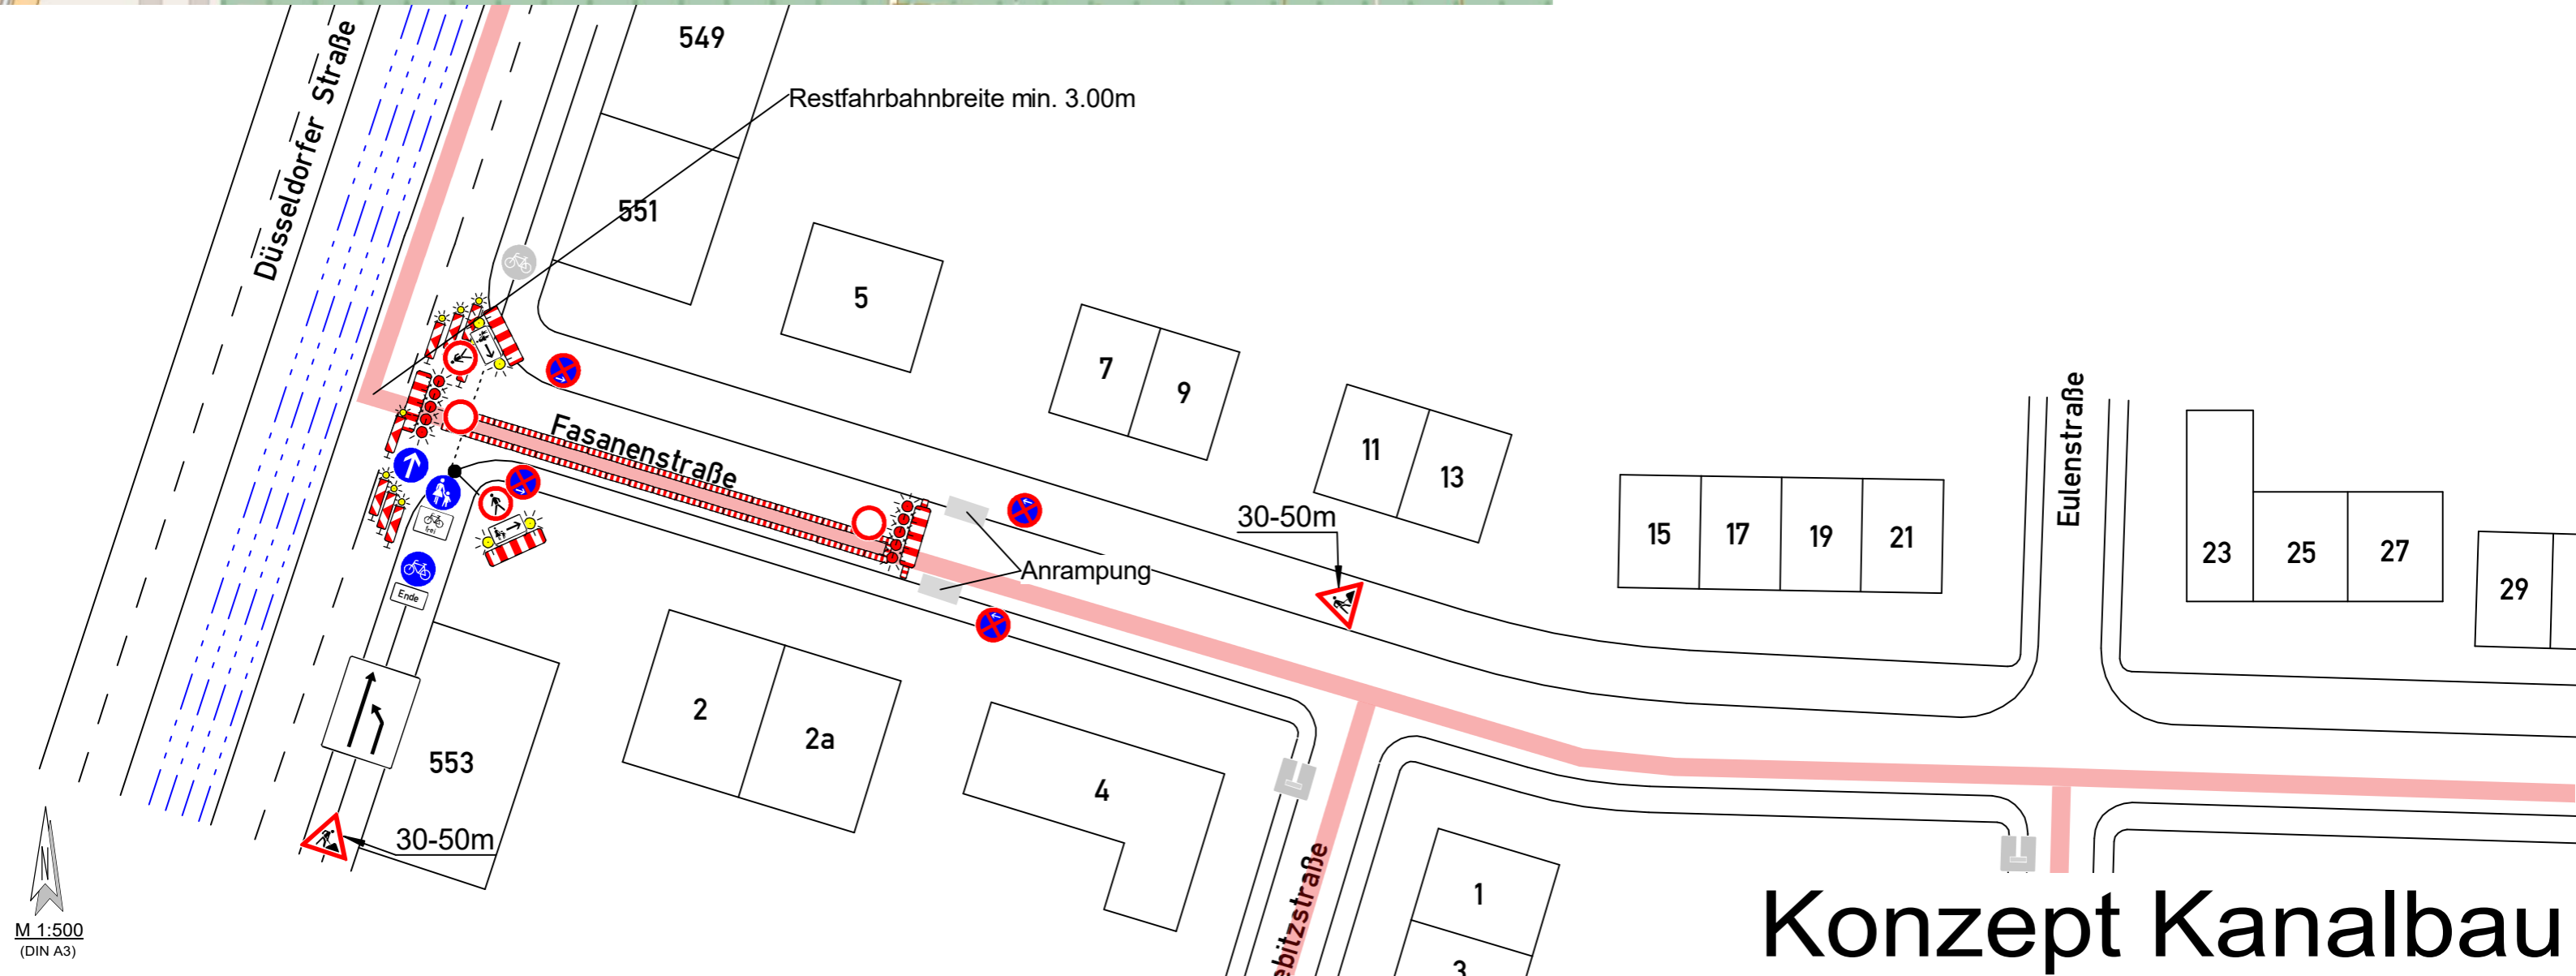 549
Düsseldorfer Straße
Restfahrbahnbreite min. 3.00m
551
5
7
9
11
13
Fasanenstraße
30-50m
15
17
19
21
Eulenstraße
23
25
27
29
frei
Anrampung
Ende
2
2a
553
4
30-50m
1
3
ebitzstraße
N
M 1:500
(DIN A3)
Konzept Kanalbau